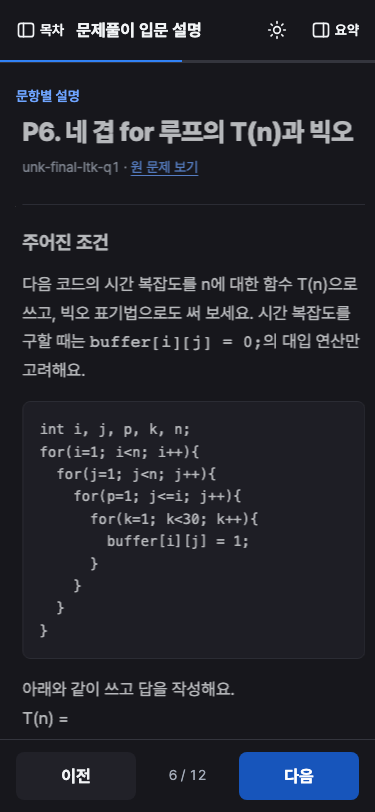 목차 문제풀이 입문 설명 요약
문항별 설명
P6. 네 겹 for 루프의 T(n)과 빅오
unk-final-ltk-q1 · 원 문제 보기
주어진 조건
다음 코드의 시간 복잡도를 n에 대한 함수 T(n)으로
쓰고, 빅오 표기법으로도 써 보세요. 시간 복잡도를
구할 때는 buffer[i][j] = 0;의 대입 연산만
고려해요.
int i, j, p, k, n;
for(i=1; i<n; i++){
  for(j=1; j<n; j++){
    for(p=1; j<=i; j++){
      for(k=1; k<30; k++){
        buffer[i][j] = 1;
      }
    }
  }
}
아래와 같이 쓰고 답을 작성해요.
T(n) =
이전 6 / 12 다음